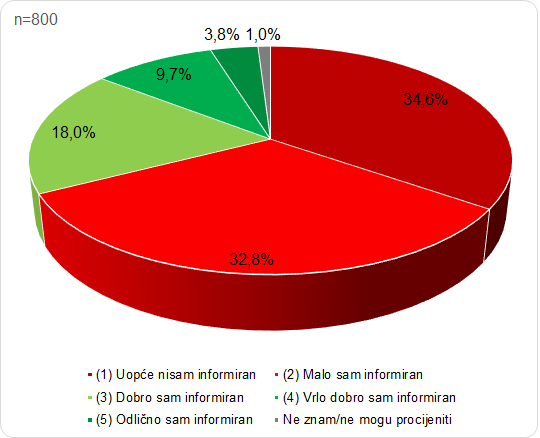 n=800
3,8% 1,0%
9,7%
34,6%
18,0%
32,8%
(1) Uopće nisam informiran
(2) Malo sam informiran
(3) Dobro sam informiran
(4) Vrlo dobro sam informiran
(5) Odlično sam informiran
Ne znam/ne mogu procijeniti